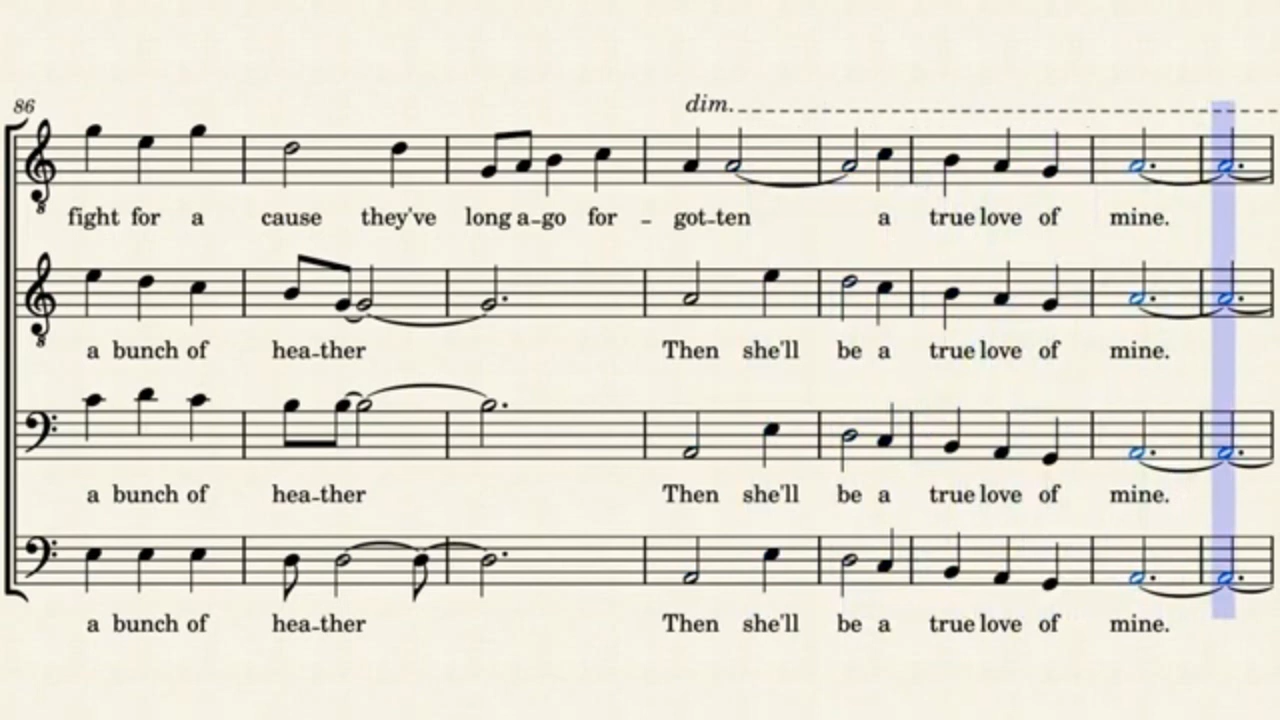 86
dim.
fight for a cause they've long a-go for - got-ten a true love of mine.
8
a bunch of hea-ther Then she'll be a true love of mine.
8
a bunch of hea-ther Then she'll be a true love of mine.
a bunch of hea-ther Then she'll be a true love of mine.